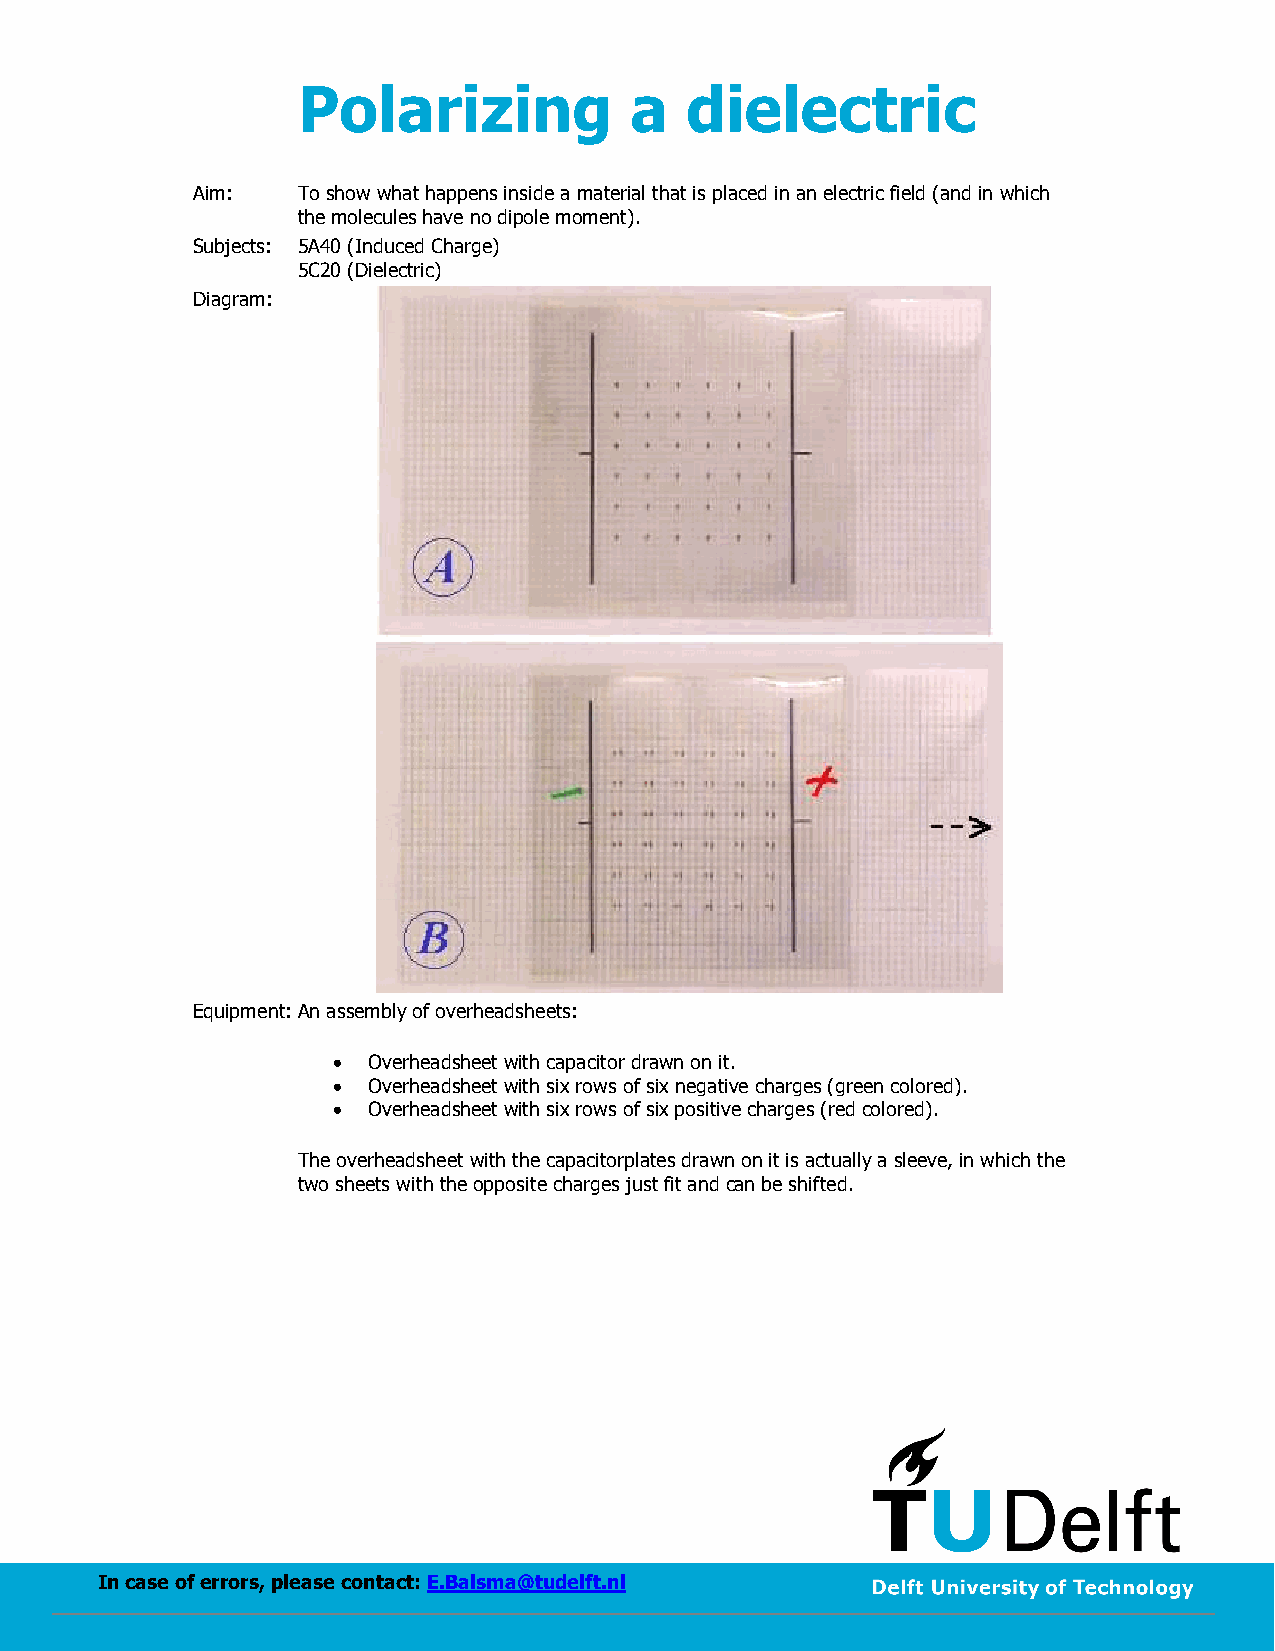 Polarizing a dielectric
Aim: To show what happens inside a material that is placed in an electric field (and in which
the molecules have no dipole moment).
Subjects: 5A40 (Induced Charge)
5C20 (Dielectric)
Diagram:
A
B
Equipment: An assembly of overheadsheets:
• Overheadsheet with capacitor drawn on it.
• Overheadsheet with six rows of six negative charges (green colored).
• Overheadsheet with six rows of six positive charges (red colored).
The overheadsheet with the capacitorplates drawn on it is actually a sleeve, in which the
two sheets with the opposite charges just fit and can be shifted.
TUDelft
In case of errors, please contact: E.Balsma@tudelft.nl
Delft University of Technology